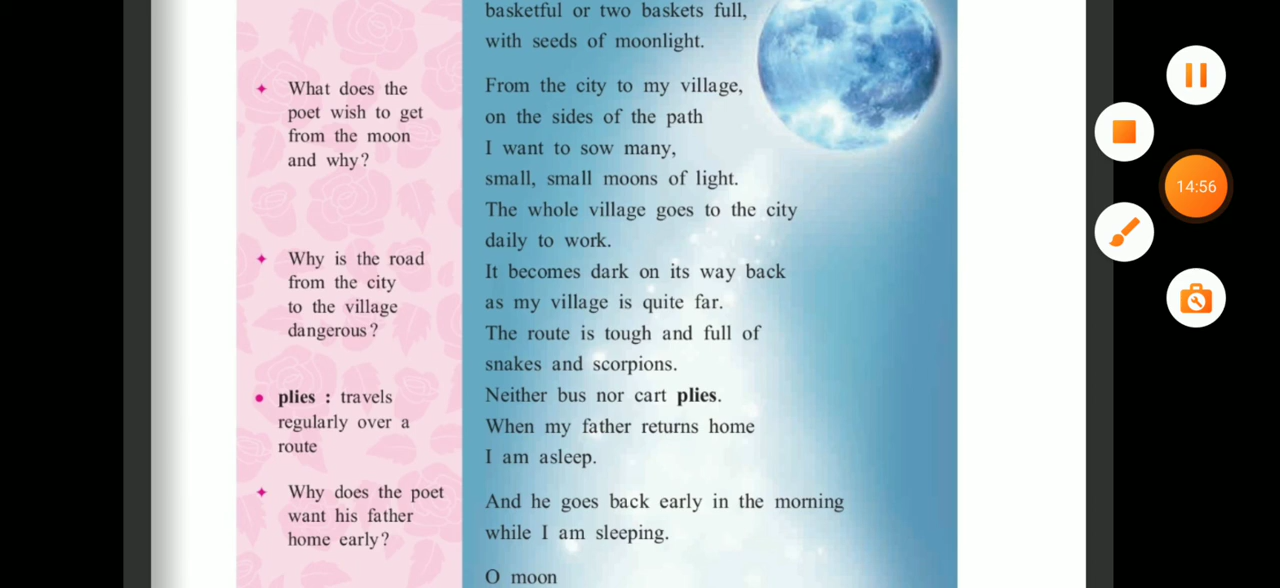 basketful or two baskets full,
with seeds of moonlight.
What does the
poet wish to get
from the moon
and why?
From the city to my village,
on the sides of the path
I want to sow many,
small, small moons of light.
The whole village goes to the city
daily to work.
Why is the road
from the city
to the village
dangerous?
It becomes dark on its way back
as my village is quite far.
The route is tough and full of
snakes and scorpions.
plies : travels
regularly over a
route
Neither bus nor cart plies.
When my father returns home
I am asleep.
Why does the poet
want his father
home early?
And he goes back early in the morning
while I am sleeping.
O moon
14:56